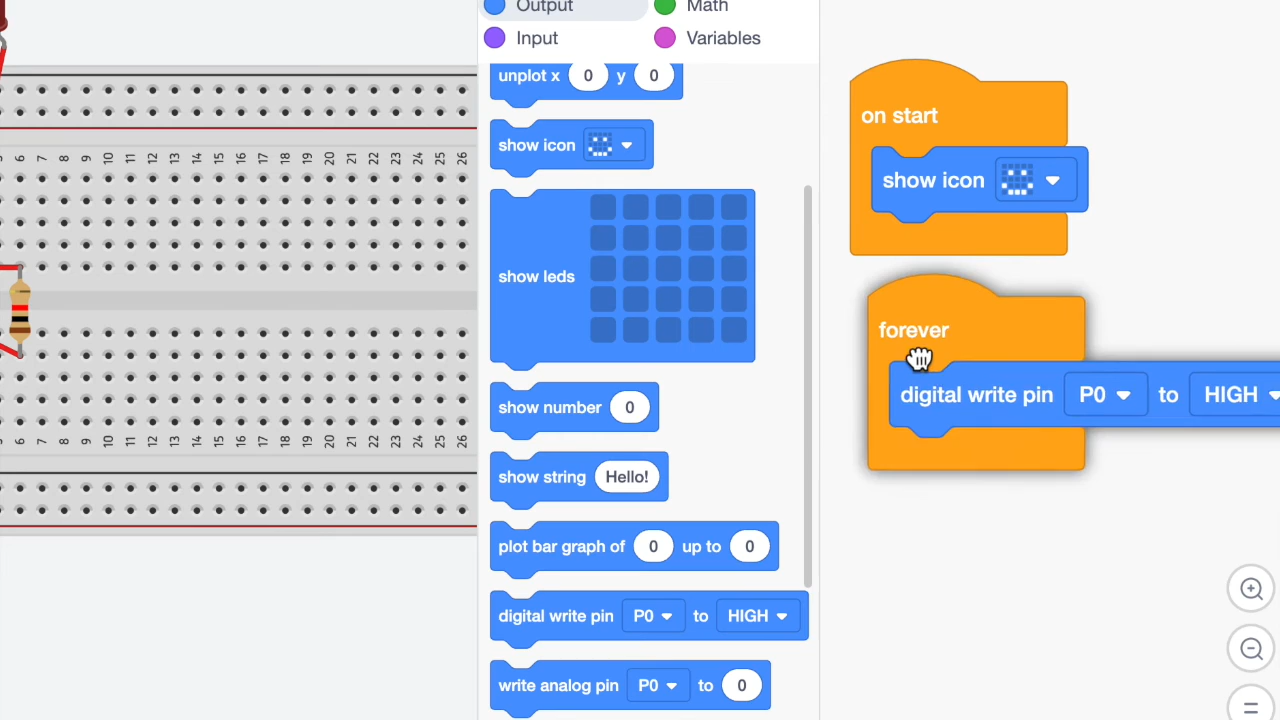 Output
Math
Input
Variables
unplot x 0 y 0
show icon
show leds
show number 0
show string Hello!
plot bar graph of 0 up to 0
digital write pin P0 to HIGH
write analog pin P0 to 0
on start
show icon
forever
digital write pin P0 to HIGH
6 7 8 9 10 11 12 13 14 15 16 17 18 19 20 21 22 23 24 25 26
6 7 8 9 10 11 12 13 14 15 16 17 18 19 20 21 22 23 24 25 26